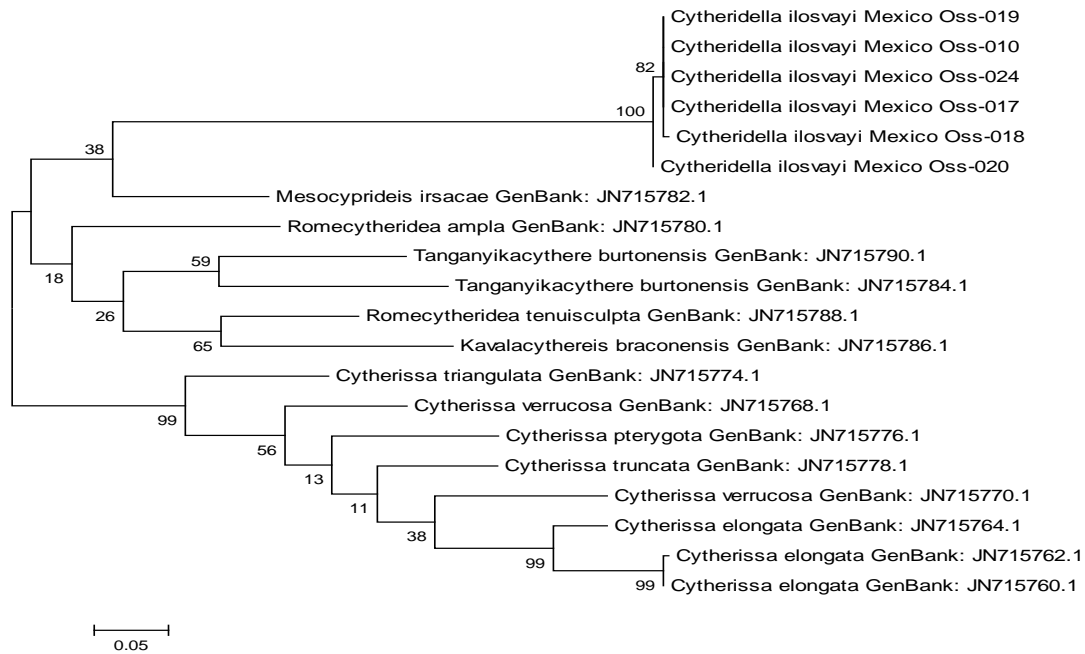 Cytheridella ilosvayi Mexico Oss-019
Cytheridella ilosvayi Mexico Oss-010
82
Cytheridella ilosvayi Mexico Oss-024
Cytheridella ilosvayi Mexico Oss-017
100
Cytheridella ilosvayi Mexico Oss-018
38
Cytheridella ilosvayi Mexico Oss-020
Mesocyprideis irsacae GenBank: JN715782.1
Romecytheridea ampla GenBank: JN715780.1
59
Tanganyikacythere burtonensis GenBank: JN715790.1
18
Tanganyikacythere burtonensis GenBank: JN715784.1
26
Romecytheridea tenuisculpta GenBank: JN715788.1
65
Kavalacythereis braconensis GenBank: JN715786.1
Cytherissa triangulata GenBank: JN715774.1
99
Cytherissa verrucosa GenBank: JN715768.1
56
Cytherissa pterygota GenBank: JN715776.1
13
Cytherissa truncata GenBank: JN715778.1
11
Cytherissa verrucosa GenBank: JN715770.1
38
Cytherissa elongata GenBank: JN715764.1
99
Cytherissa elongata GenBank: JN715762.1
99
Cytherissa elongata GenBank: JN715760.1
0.05